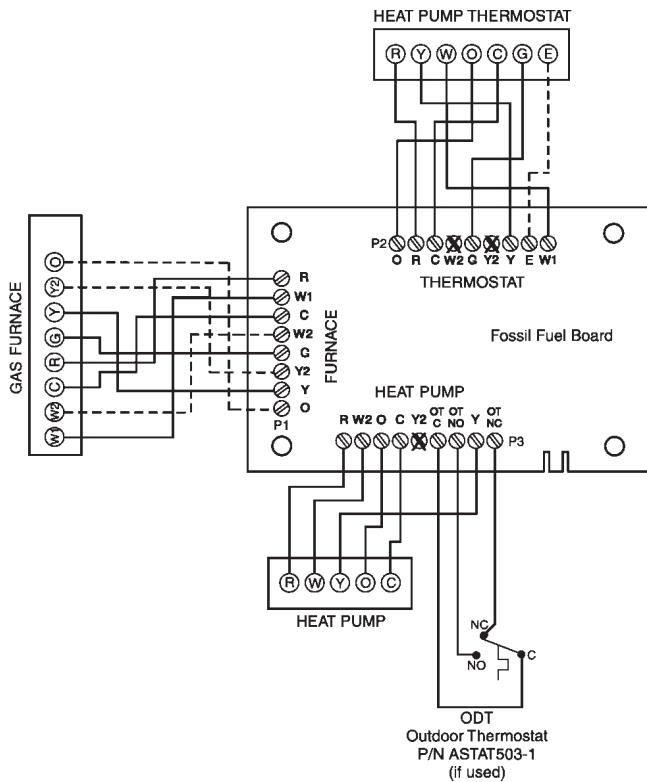 HEAT PUMP THERMOSTAT
R Y W O C G E
P2 O R C W2 G Y2 Y E W1
THERMOSTAT
GAS FURNACE
O
Y2
Y
G
R
C
W2
W1
R
W1
C
W2
G
Y2
Y
O
P1
FURNACE
Fossil Fuel Board
HEAT PUMP
R W2 O C Y2 OT C OT NO Y OT NC
P3
R W Y O C
HEAT PUMP
NC
NO
C
ODT
Outdoor Thermostat
P/N ASTAT503-1
(if used)